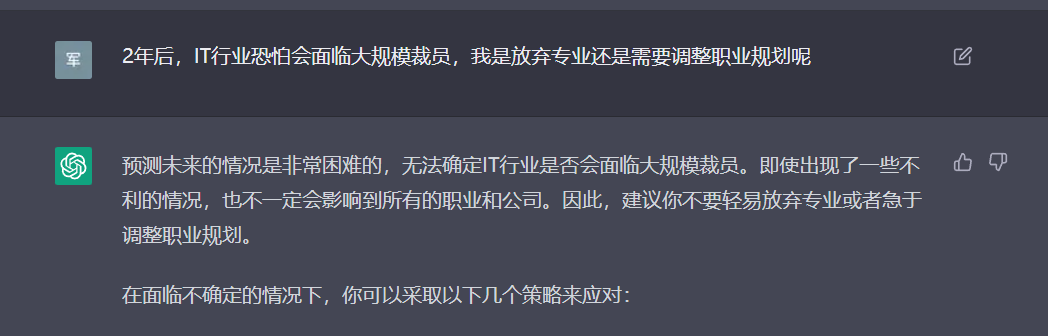 军
2年后，IT行业恐怕会面临大规模裁员，我是放弃专业还是需要调整职业规划呢
预测未来的情况是非常困难的，无法确定IT行业是否会面临大规模裁员。即使出现了一些不
利的情况，也不一定会影响到所有的职业和公司。因此，建议你不要轻易放弃专业或者急于
调整职业规划。
在面临不确定的情况下，你可以采取以下几个策略来应对：